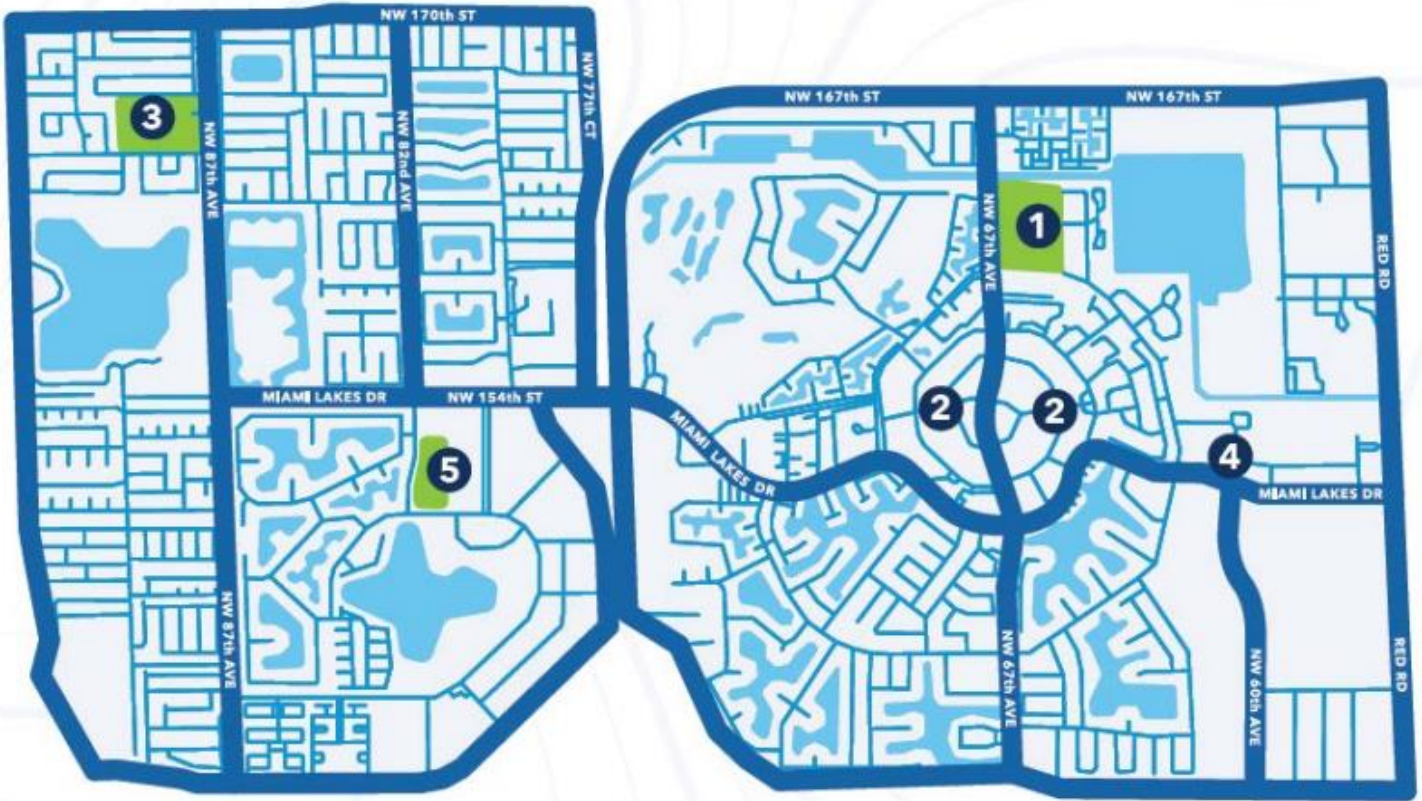 NW 170th ST
NW 77th CT
NW 167th ST
NW 167th ST
3
NW 87th AVE
NW 82nd AVE
1
NW 67th AVE
RED RD
MIAMI LAKES DR
NW 154th ST
2
2
MIAMI LAKES DR
5
4
MIAMI LAKES DR
NW 87th AVE
NW 67th AVE
NW 60th AVE
RED RD